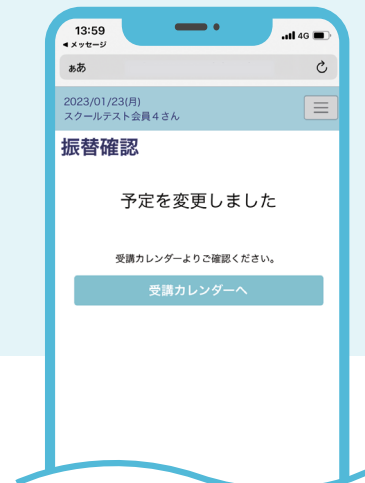 13:59
4G
◀ メッセージ
ぁあ
2023/01/23(月)
スクールテスト会員4さん
振替確認
予定を変更しました
受講カレンダーよりご確認ください。
受講カレンダーへ